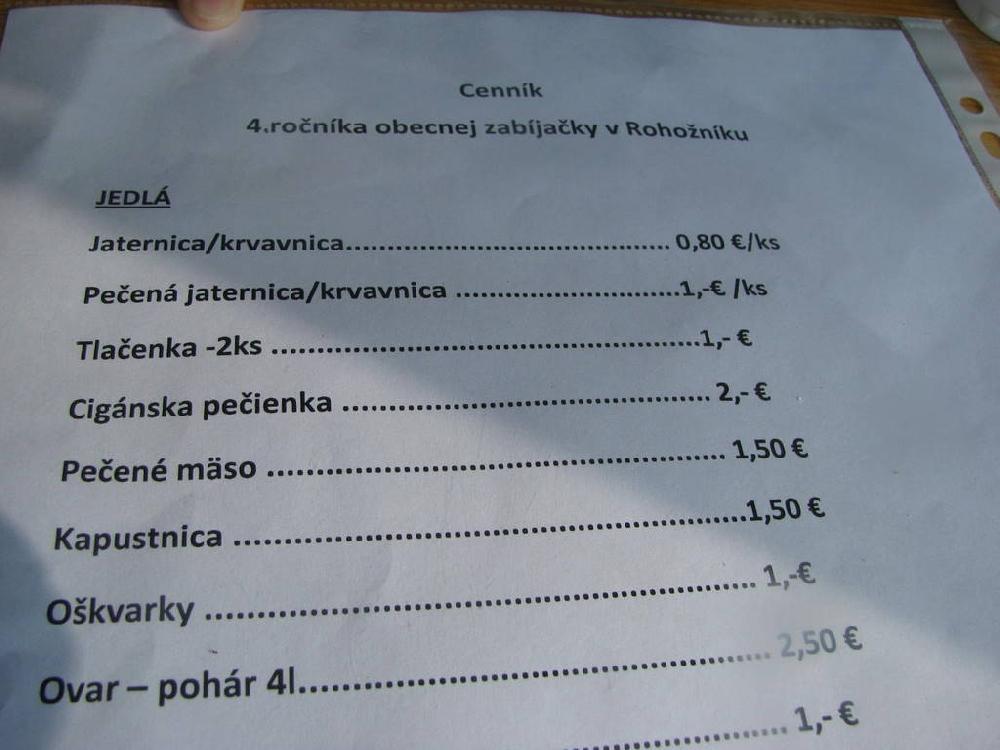 Cenník
4.ročníka obecnej zabíjačky v Rohožníku
JEDLÁ
Jaternica/krvavnica.................................................. 0,80 €/ks
Pečená jaternica/krvavnica ..................................1,-€ /ks
Tlačenka -2ks ...............................................................1,- €
Cigánska pečienka ..................................................... 2,- €
Pečené mäso ............................................................... 1,50 €
Kapustnica ....................................................................1,50 €
Oškvarky ....................................................................... 1,-€
Ovar – pohár 4l............................................................. 2,50 €
........................ 1,- €